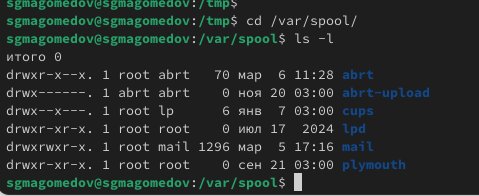 sgmagomedov@sgmagomedov:/tmp$
sgmagomedov@sgmagomedov:/tmp$ cd /var/spool/
sgmagomedov@sgmagomedov:/var/spool$ ls -l
итого 0
drwxr-x--x. 1 root abrt   70 мар  6 11:28 abrt
drwx------. 1 abrt abrt    0 ноя 20 03:00 abrt-upload
drwx--x---. 1 root lp      6 янв  7 03:00 cups
drwxr-xr-x. 1 root root    0 июл 17  2024 lpd
drwxrwxr-x. 1 root mail 1296 мар  5 17:16 mail
drwxr-xr-x. 1 root root    0 сен 21 03:00 plymouth
sgmagomedov@sgmagomedov:/var/spool$